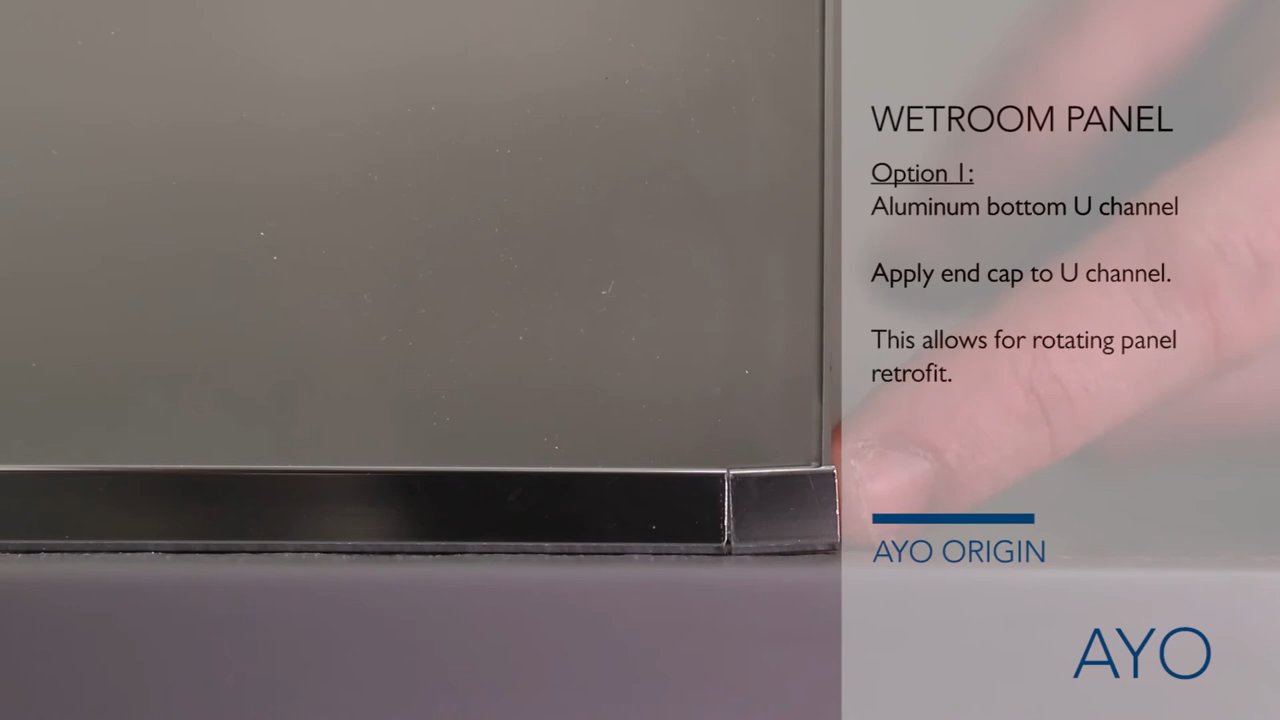 WETROOM PANEL
Option 1:
Aluminum bottom U channel
Apply end cap to U channel.
This allows for rotating panel
retrofit.
AYO ORIGIN
AYO